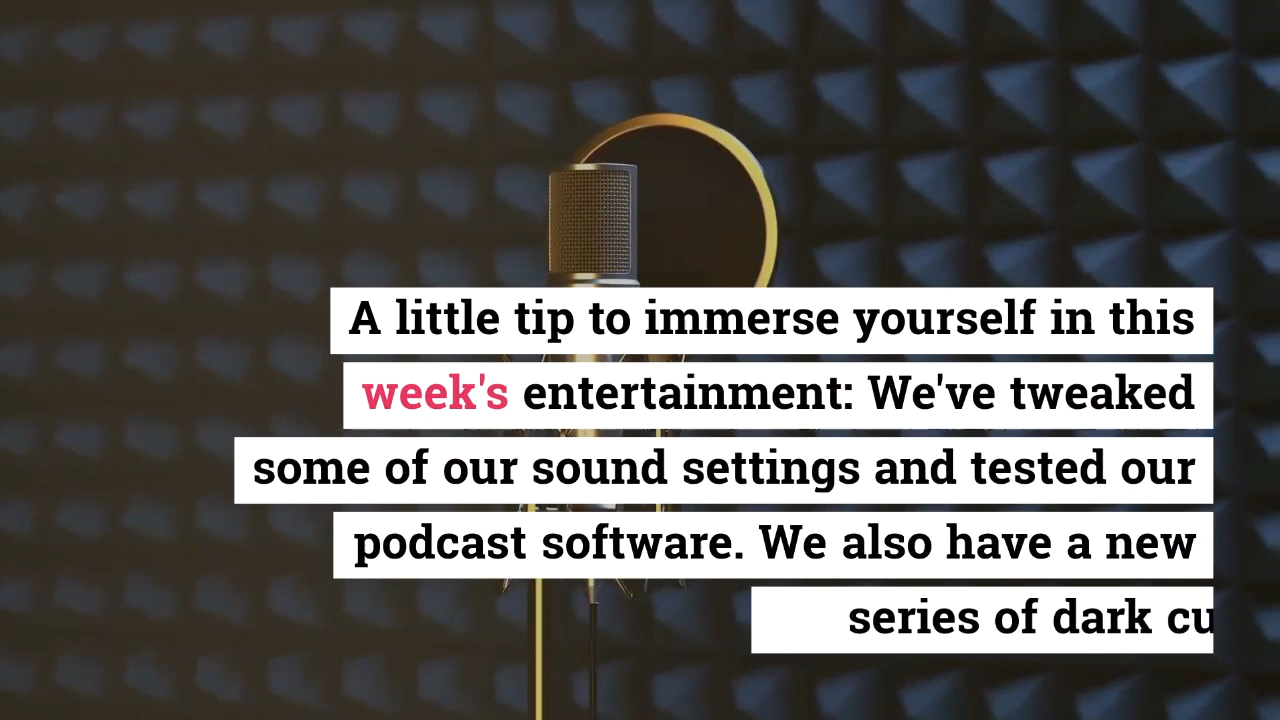 A little tip to immerse yourself in this
week's entertainment: We've tweaked
some of our sound settings and tested our
podcast software. We also have a new
series of dark